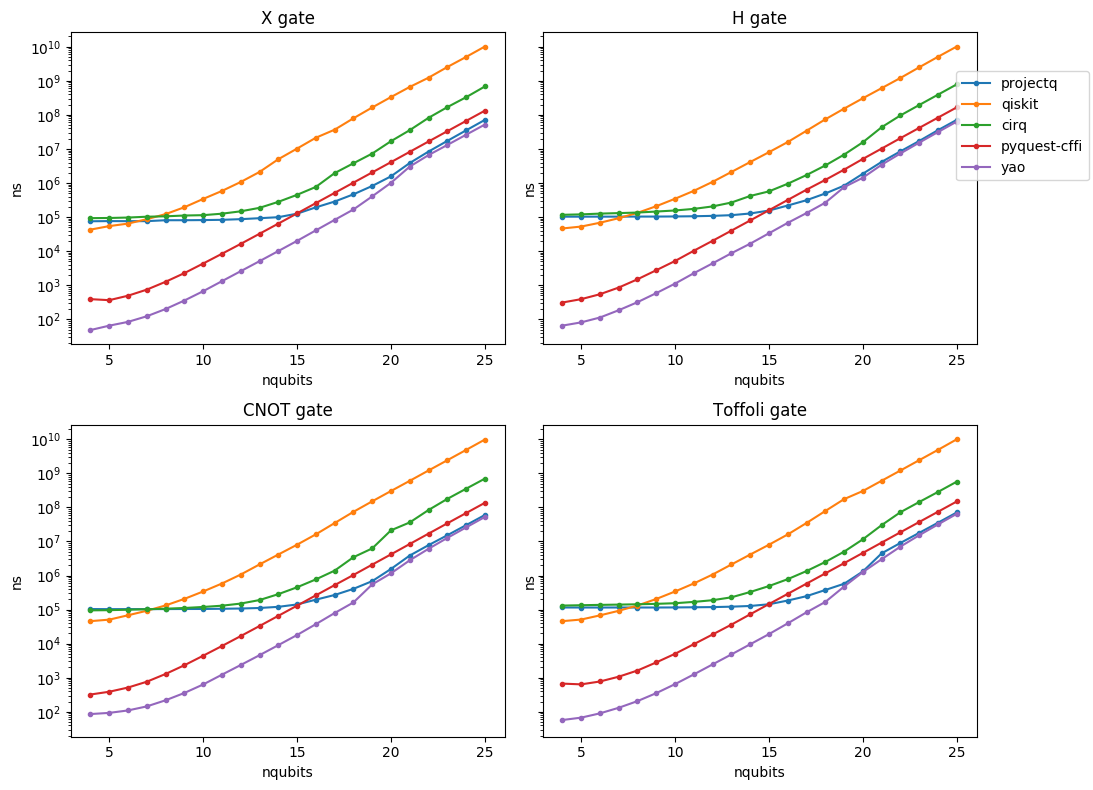 X gate
H gate
10^10
10^9
10^8
10^7
10^6
10^5
10^4
10^3
10^2
ns
ns
projectq
qiskit
cirq
pyquest-cffi
yao
5 10 15 20 25
5 10 15 20 25
nqubits
nqubits
CNOT gate
Toffoli gate
10^10
10^9
10^8
10^7
10^6
10^5
10^4
10^3
10^2
ns
ns
5 10 15 20 25
5 10 15 20 25
nqubits
nqubits